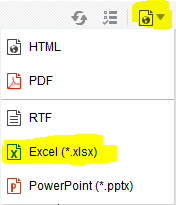 HTML
PDF
RTF
Excel (*.xlsx)
PowerPoint (*.pptx)